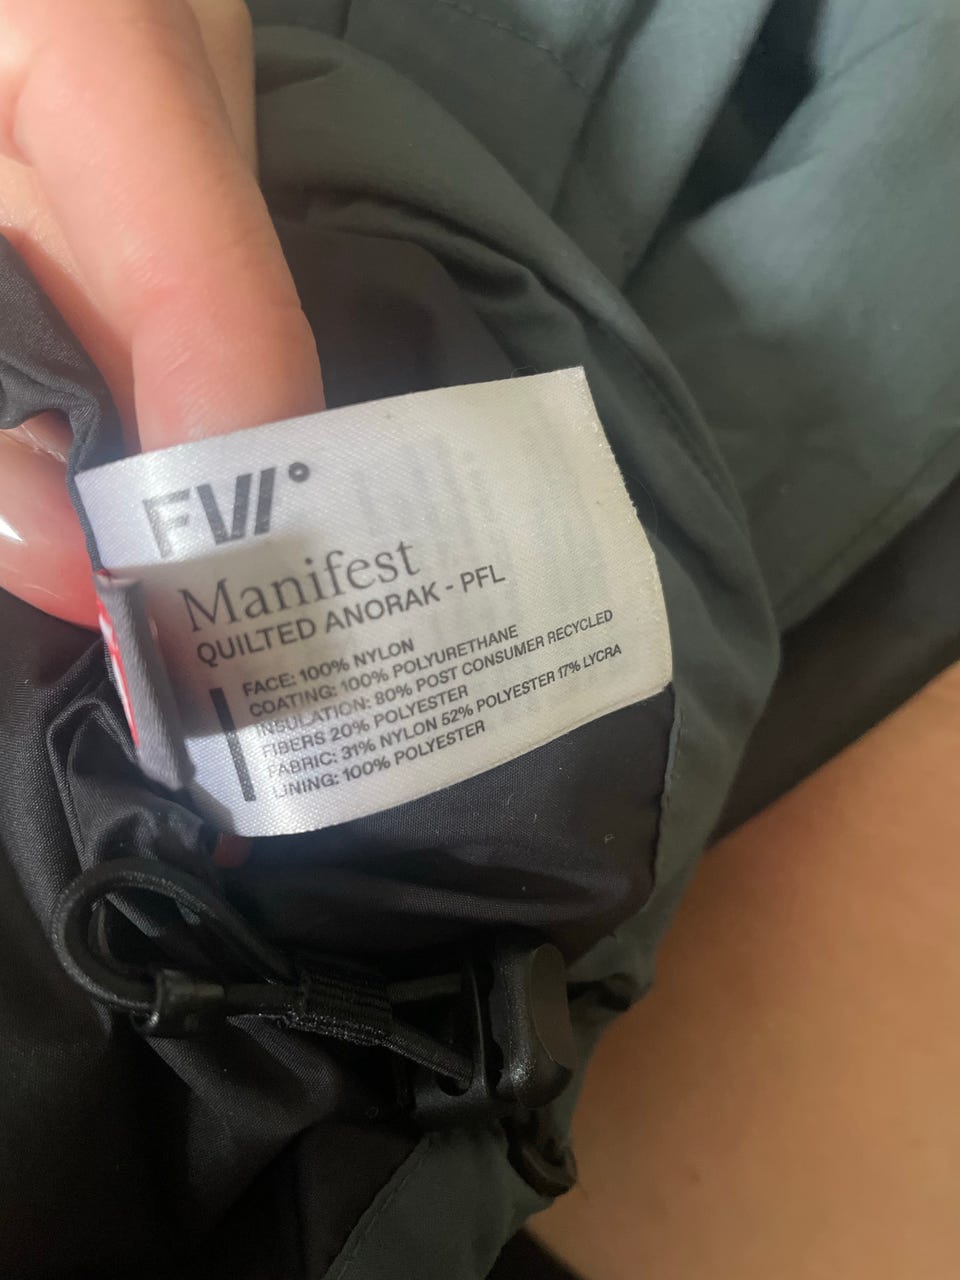 FW°
Manifest
QUILTED ANORAK - PFL
FACE: 100% NYLON
COATING: 100% POLYURETHANE
INSULATION: 80% POST CONSUMER RECYCLED
FIBERS 20% POLYESTER
FABRIC: 31% NYLON 52% POLYESTER 17% LYCRA
LINING: 100% POLYESTER